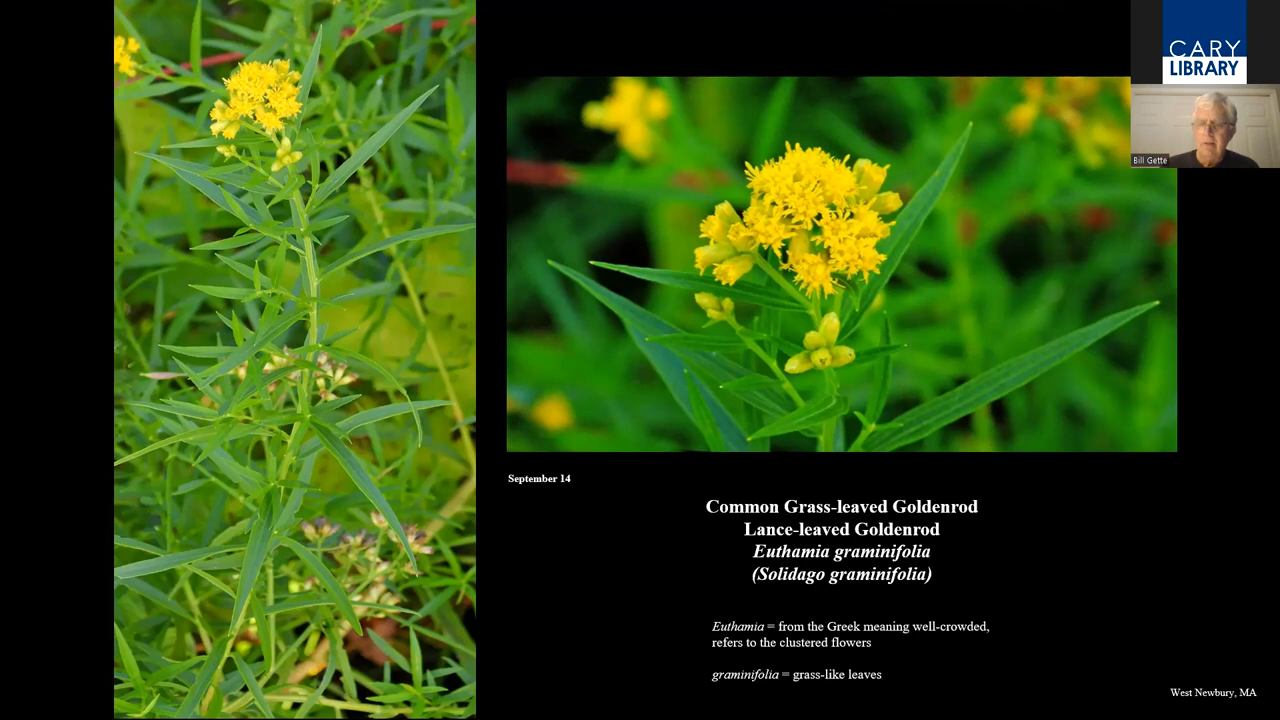 CARY
LIBRARY
Bill Gette
September 14
Common Grass-leaved Goldenrod
Lance-leaved Goldenrod
Euthamia graminifolia
(Solidago graminifolia)
Euthamia = from the Greek meaning well-crowded,
refers to the clustered flowers
graminifolia = grass-like leaves
West Newbury, MA